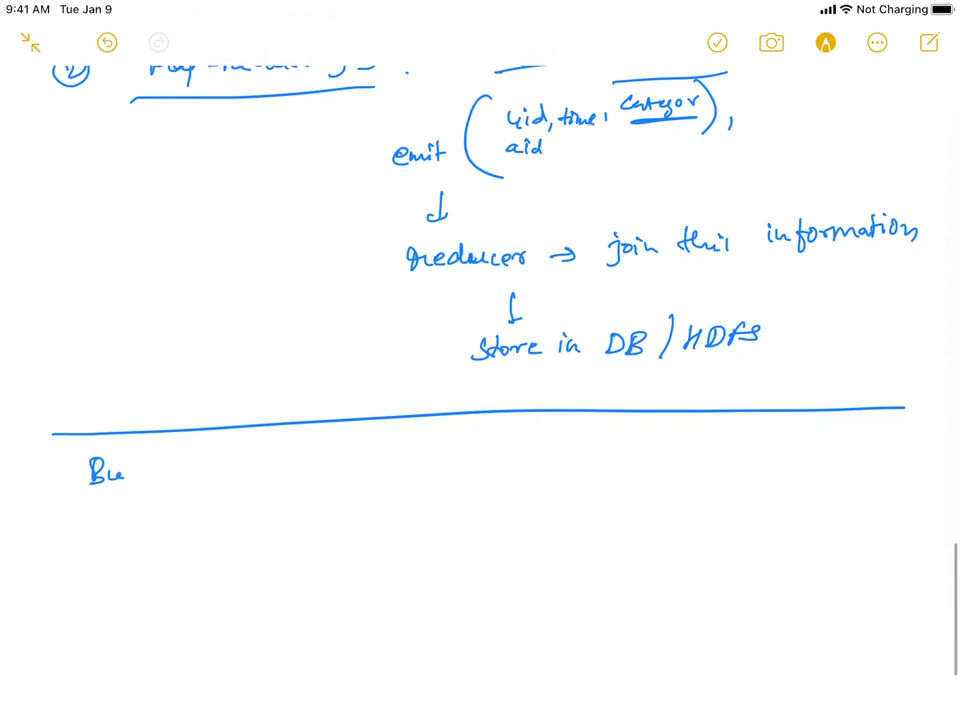 9:41 AM Tue Jan 9 Not Charging
uid, time, categor),
aid
emit (
reducer → join this information
store in DB / HDFS
Bu